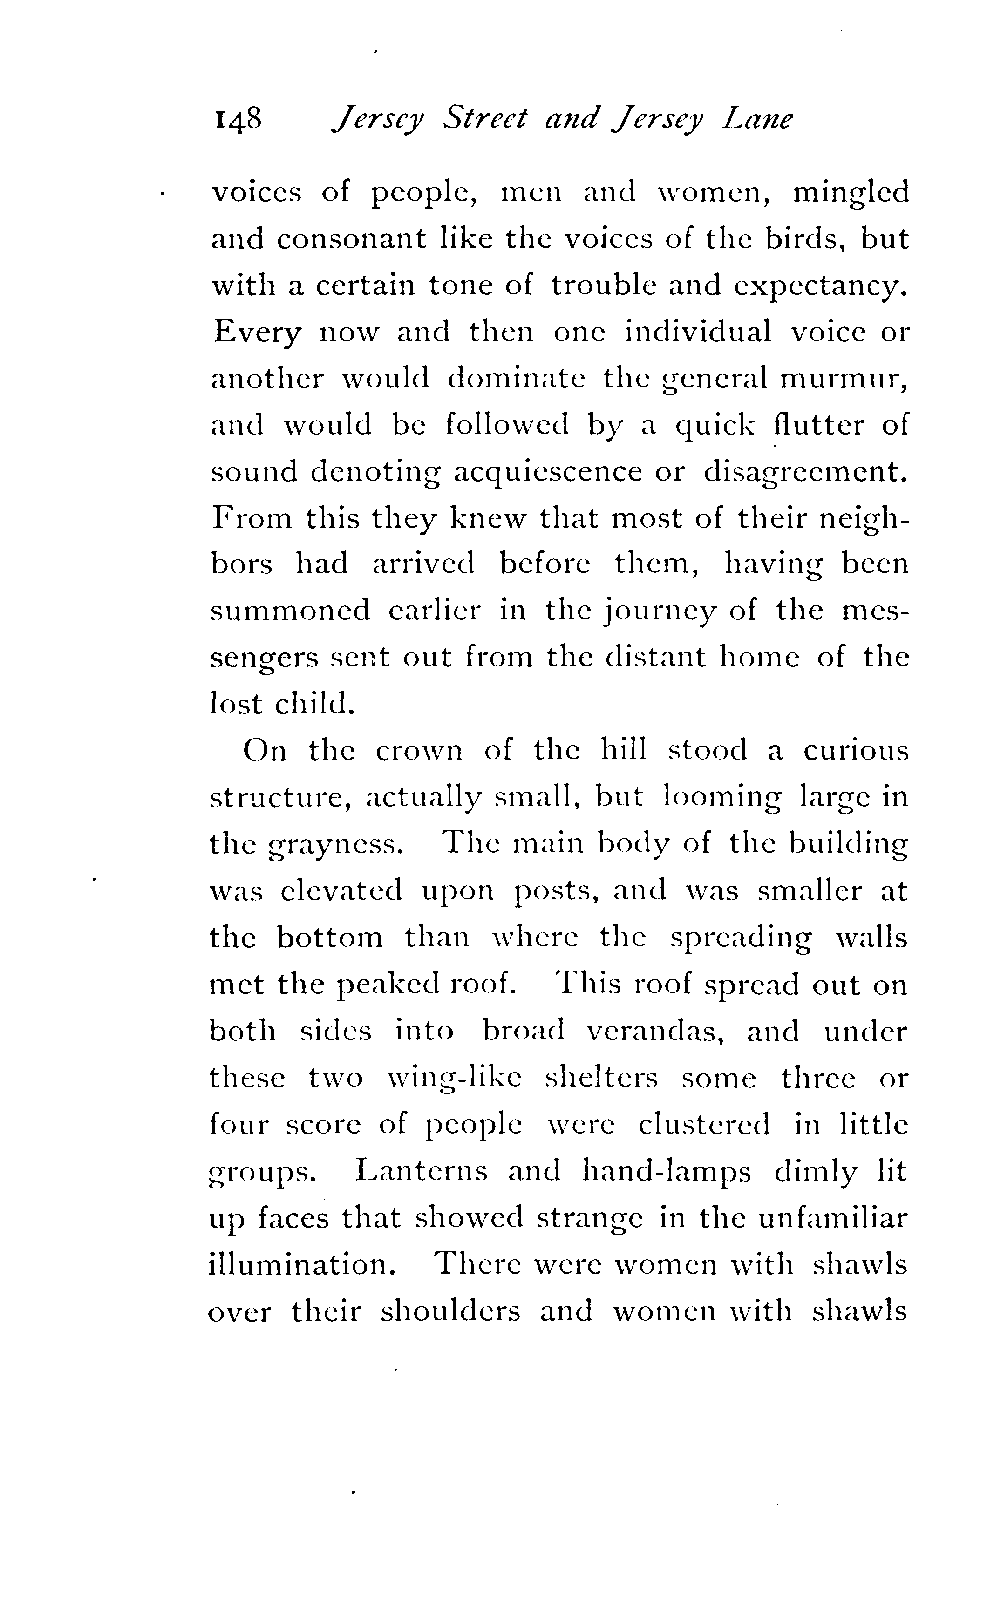 148 Jersey Street and Jersey Lane
voices of people, men and women, mingled
and consonant like the voices of the birds, but
with a certain tone of trouble and expectancy.
Every now and then one individual voice or
another would dominate the general murmur,
and would be followed by a quick flutter of
sound denoting acquiescence or disagreement.
From this they knew that most of their neigh-
bors had arrived before them, having been
summoned earlier in the journey of the mes-
sengers sent out from the distant home of the
lost child.
On the crown of the hill stood a curious
structure, actually small, but looming large in
the grayness. The main body of the building
was elevated upon posts, and was smaller at
the bottom than where the spreading walls
met the peaked roof. This roof spread out on
both sides into broad verandas, and under
these two wing-like shelters some three or
four score of people were clustered in little
groups. Lanterns and hand-lamps dimly lit
up faces that showed strange in the unfamiliar
illumination. There were women with shawls
over their shoulders and women with shawls